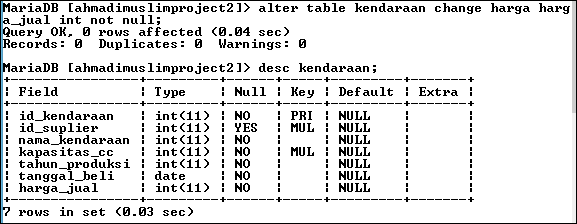 MariaDB [ahmadimuslimproject2]> alter table kendaraan change harga harg
a_jual int not null;
Query OK, 0 rows affected (0.04 sec)
Records: 0  Duplicates: 0  Warnings: 0
MariaDB [ahmadimuslimproject2]> desc kendaraan;
+----------------+---------+------+-----+---------+-------+
| Field          | Type    | Null | Key | Default | Extra |
+----------------+---------+------+-----+---------+-------+
| id_kendaraan   | int(11) | NO   | PRI | NULL    |       |
| id_suplier     | int(11) | YES  | MUL | NULL    |       |
| nama_kendaraan | int(11) | NO   |     | NULL    |       |
| kapasitas_cc   | int(11) | NO   | MUL | NULL    |       |
| tahun_produksi | int(11) | NO   |     | NULL    |       |
| tanggal_beli   | date    | NO   |     | NULL    |       |
| harga_jual     | int(11) | NO   |     | NULL    |       |
+----------------+---------+------+-----+---------+-------+
7 rows in set (0.03 sec)